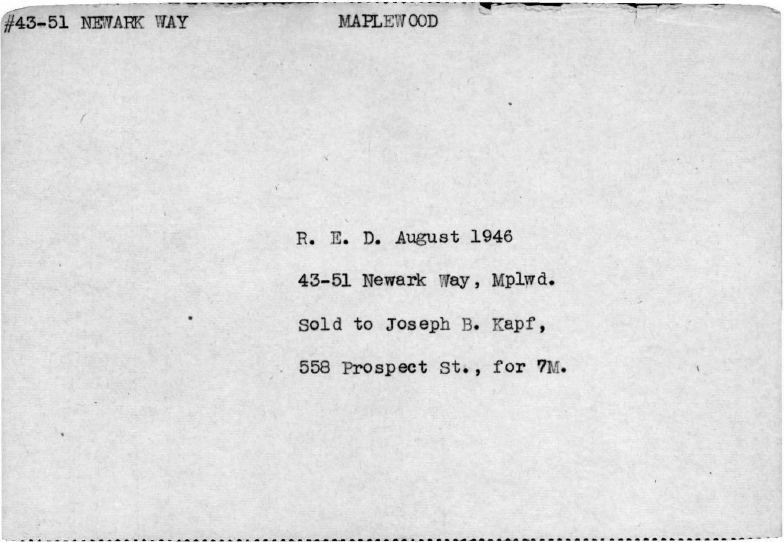 #43-51 NEWARK WAY MAPLEWOOD
R. E. D. August 1946
43-51 Newark Way, Mplwd.
Sold to Joseph B. Kapf,
558 Prospect St., for 7M.